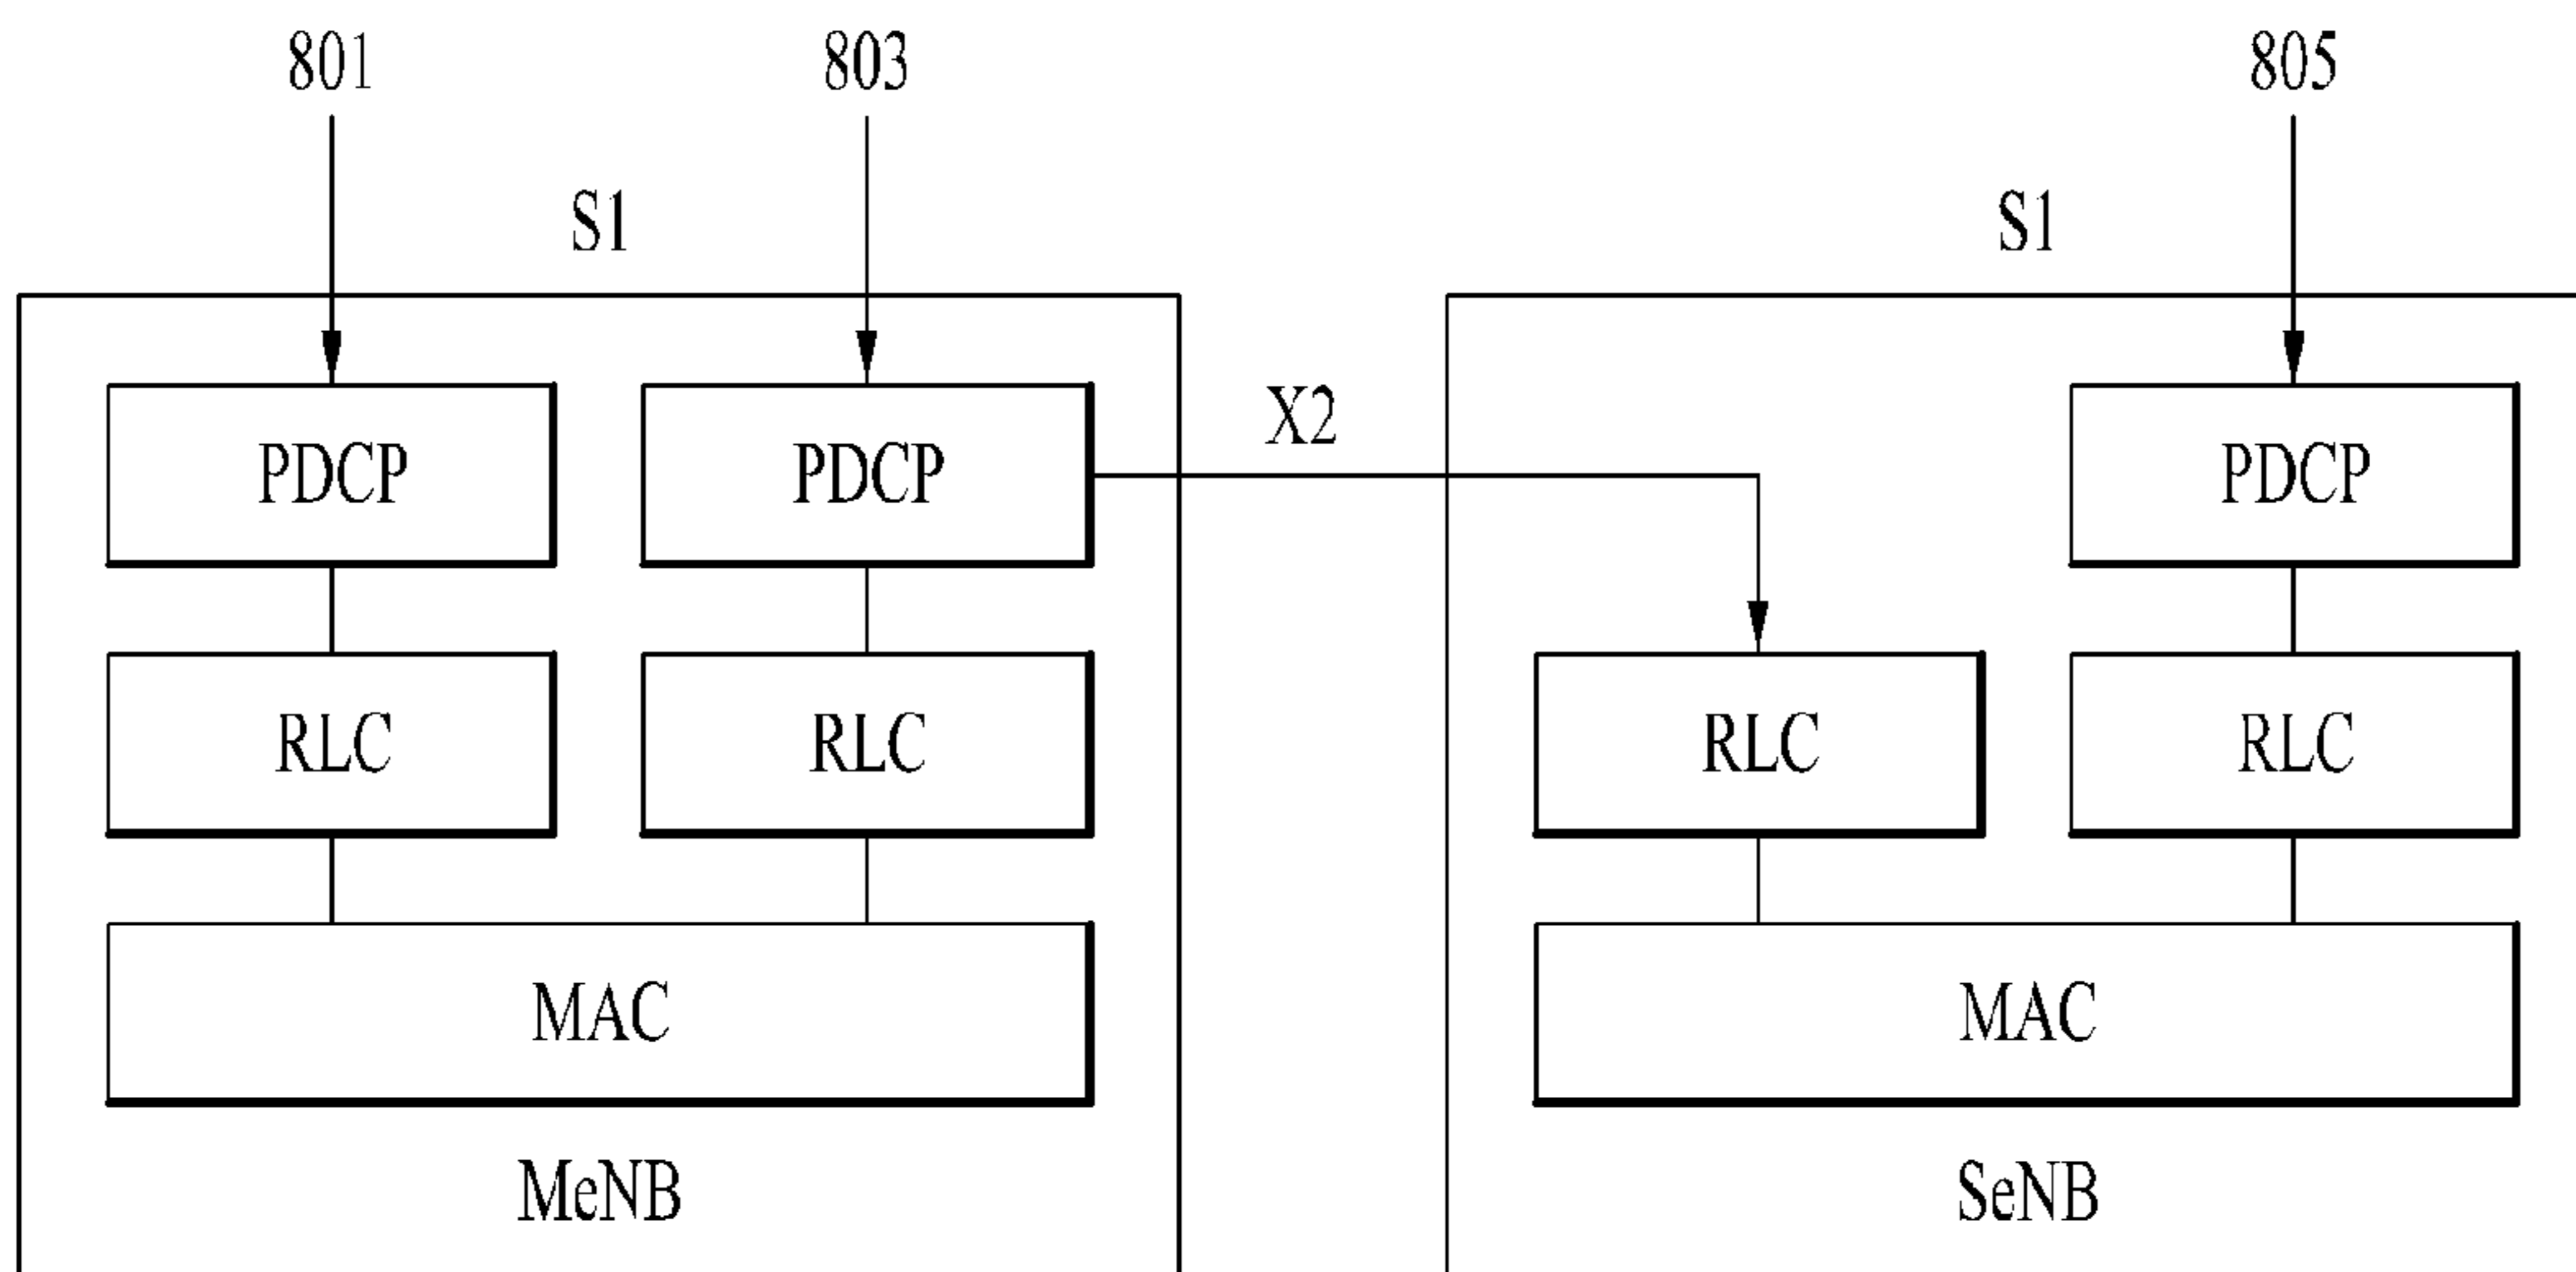 801 803 805
S1 S1
X2
PDCP PDCP PDCP
RLC RLC RLC RLC
MAC MAC
MeNB SeNB